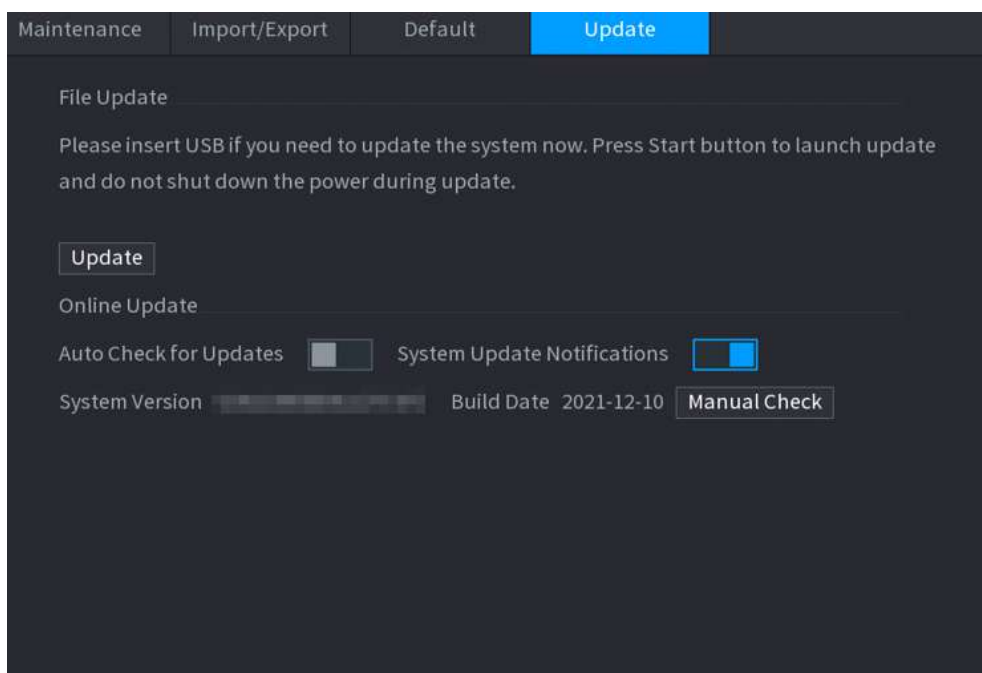 Maintenance Import/Export Default Update
File Update
Please insert USB if you need to update the system now. Press Start button to launch update
and do not shut down the power during update.
Update
Online Update
Auto Check for Updates System Update Notifications
System Version Build Date 2021-12-10 Manual Check